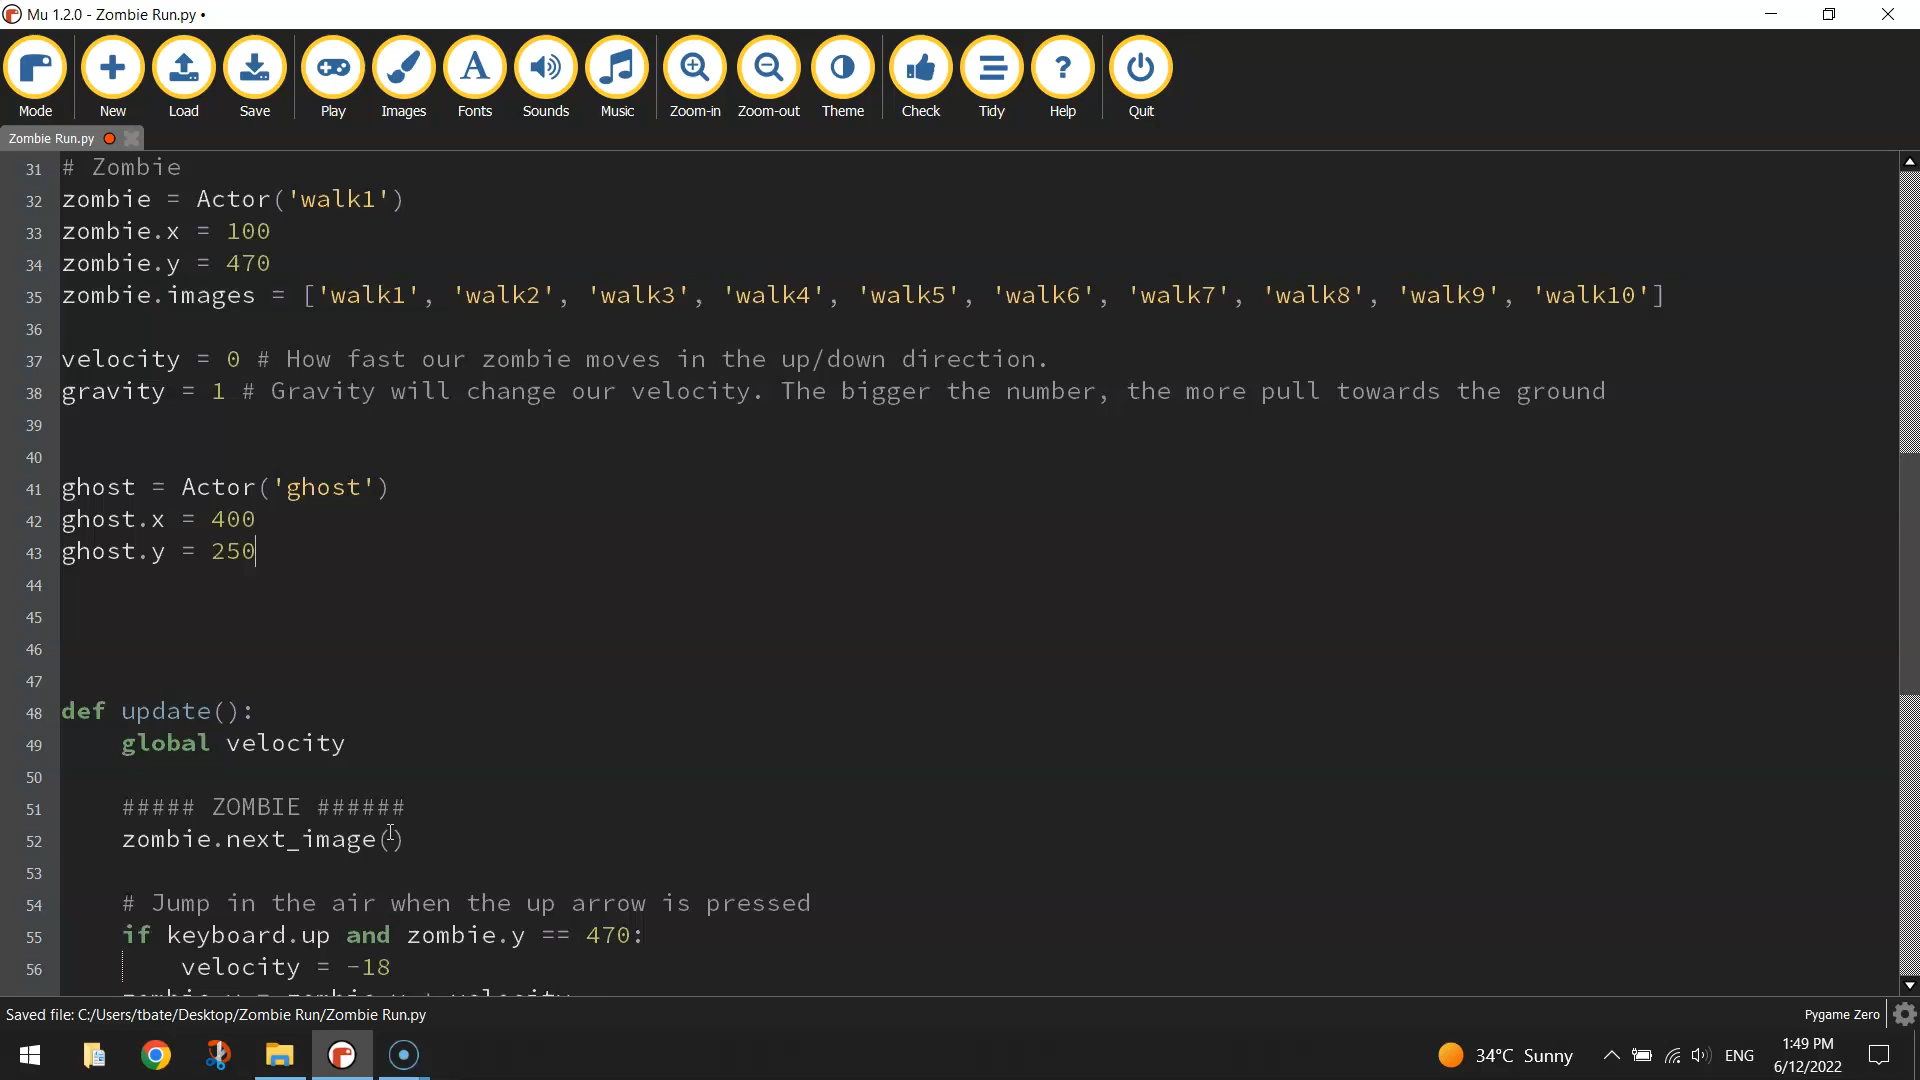 Mu 1.2.0 - Zombie Run.py •
Mode New Load Save Play Images Fonts Sounds Music Zoom-in Zoom-out Theme Check Tidy Help Quit
Zombie Run.py
31 # Zombie
32 zombie = Actor('walk1')
33 zombie.x = 100
34 zombie.y = 470
35 zombie.images = ['walk1', 'walk2', 'walk3', 'walk4', 'walk5', 'walk6', 'walk7', 'walk8', 'walk9', 'walk10']
36
37 velocity = 0 # How fast our zombie moves in the up/down direction.
38 gravity = 1 # Gravity will change our velocity. The bigger the number, the more pull towards the ground
39
40
41 ghost = Actor('ghost')
42 ghost.x = 400
43 ghost.y = 250
44
45
46
47
48 def update():
49 global velocity
50
51 ##### ZOMBIE ######
52 zombie.next_image()
53
54 # Jump in the air when the up arrow is pressed
55 if keyboard.up and zombie.y == 470:
56 velocity = -18
Saved file: C:/Users/tbate/Desktop/Zombie Run/Zombie Run.py
Pygame Zero
34°C Sunny
ENG
1:49 PM
6/12/2022